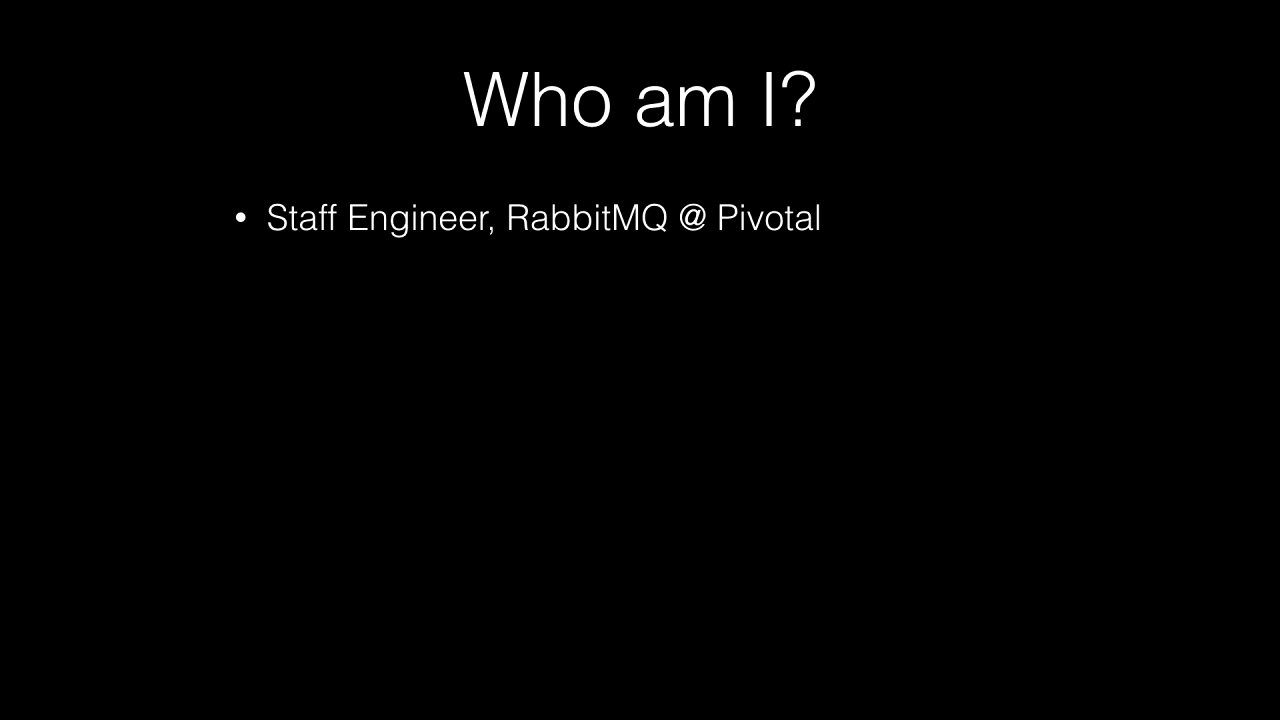 Who am I?
• Staff Engineer, RabbitMQ @ Pivotal